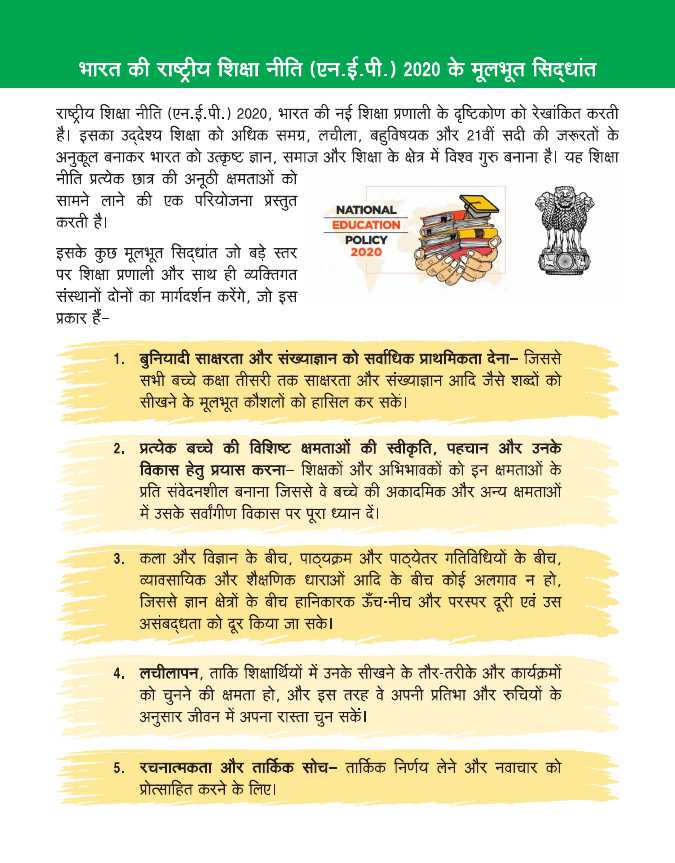 भारत की राष्ट्रीय शिक्षा नीति (एन.ई.पी.) 2020 के मूलभूत सिद्धांत
राष्ट्रीय शिक्षा नीति (एन.ई.पी.) 2020, भारत की नई शिक्षा प्रणाली के दृष्टिकोण को रेखांकित करती
है। इसका उद्देश्य शिक्षा को अधिक समग्र, लचीला, बहुविषयक और 21वीं सदी की जरूरतों के
अनुकूल बनाकर भारत को उत्कृष्ट ज्ञान, समाज और शिक्षा के क्षेत्र में विश्व गुरु बनाना है। यह शिक्षा
नीति प्रत्येक छात्र की अनूठी क्षमताओं को
सामने लाने की एक परियोजना प्रस्तुत
करती है।
NATIONAL
EDUCATION
POLICY
2020
इसके कुछ मूलभूत सिद्धांत जो बड़े स्तर
पर शिक्षा प्रणाली और साथ ही व्यक्तिगत
संस्थानों दोनों का मार्गदर्शन करेंगे, जो इस
प्रकार हैं–
1. बुनियादी साक्षरता और संख्याज्ञान को सर्वाधिक प्राथमिकता देना– जिससे
सभी बच्चे कक्षा तीसरी तक साक्षरता और संख्याज्ञान आदि जैसे शब्दों को
सीखने के मूलभूत कौशलों को हासिल कर सकें।
2. प्रत्येक बच्चे की विशिष्ट क्षमताओं की स्वीकृति, पहचान और उनके
विकास हेतु प्रयास करना– शिक्षकों और अभिभावकों को इन क्षमताओं के
प्रति संवेदनशील बनाना जिससे वे बच्चे की अकादमिक और अन्य क्षमताओं
में उसके सर्वांगीण विकास पर पूरा ध्यान दें।
3. कला और विज्ञान के बीच, पाठ्यक्रम और पाठ्येतर गतिविधियों के बीच,
व्यावसायिक और शैक्षणिक धाराओं आदि के बीच कोई अलगाव न हो,
जिससे ज्ञान क्षेत्रों के बीच हानिकारक ऊँच-नीच और परस्पर दूरी एवं उस
असंबद्धता को दूर किया जा सके।
4. लचीलापन, ताकि शिक्षार्थियों में उनके सीखने के तौर-तरीके और कार्यक्रमों
को चुनने की क्षमता हो, और इस तरह वे अपनी प्रतिभा और रुचियों के
अनुसार जीवन में अपना रास्ता चुन सकें।
5. रचनात्मकता और तार्किक सोच– तार्किक निर्णय लेने और नवाचार को
प्रोत्साहित करने के लिए।